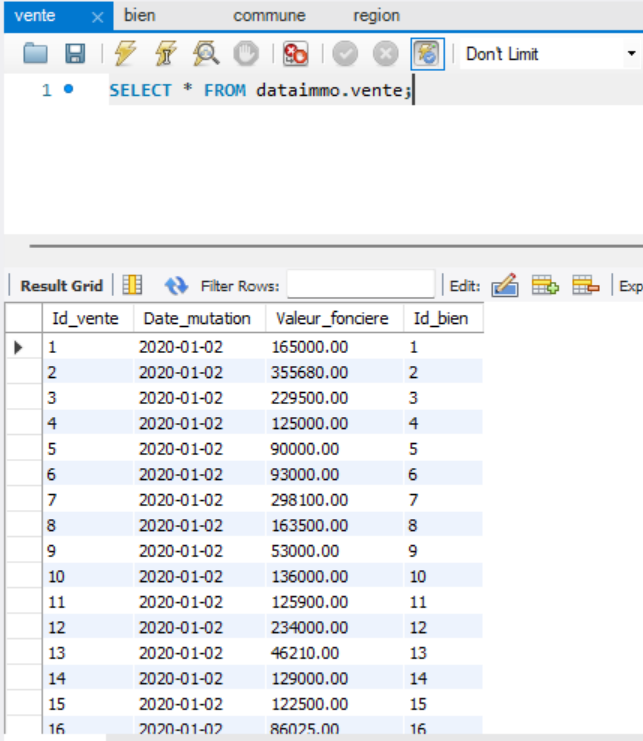 vente × bien commune region
Don't Limit
1 SELECT * FROM dataimmo.vente;
Result Grid Filter Rows: Edit: Exp
Id_vente Date_mutation Valeur_fonciere Id_bien
1 2020-01-02 165000.00 1
2 2020-01-02 355680.00 2
3 2020-01-02 229500.00 3
4 2020-01-02 125000.00 4
5 2020-01-02 90000.00 5
6 2020-01-02 93000.00 6
7 2020-01-02 298100.00 7
8 2020-01-02 163500.00 8
9 2020-01-02 53000.00 9
10 2020-01-02 136000.00 10
11 2020-01-02 125900.00 11
12 2020-01-02 234000.00 12
13 2020-01-02 46210.00 13
14 2020-01-02 129000.00 14
15 2020-01-02 122500.00 15
16 2020-01-02 86025.00 16